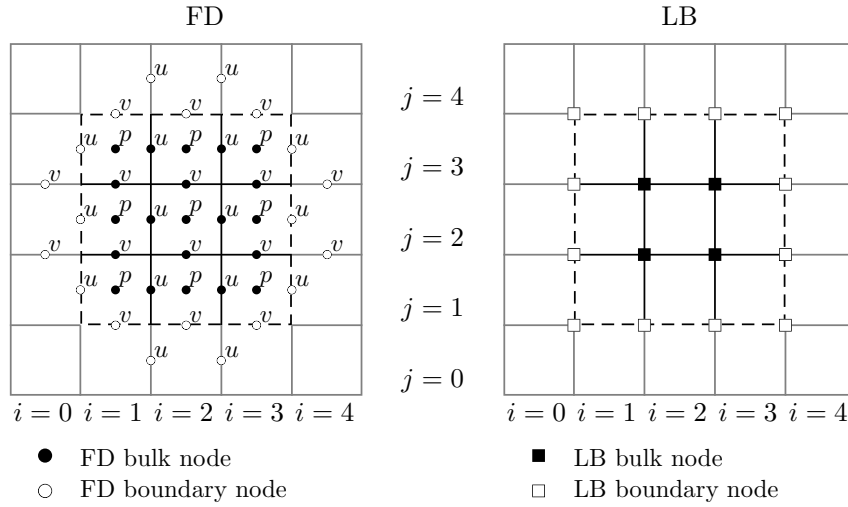 FD LB
u u
j = 4
v v v
u p u p u p u
j = 3
v v v v v
u p u p u p u
j = 2
v v v v v
u p u p u p u
j = 1
v v v
u u
j = 0
i = 0 i = 1 i = 2 i = 3 i = 4 i = 0 i = 1 i = 2 i = 3 i = 4
FD bulk node LB bulk node
FD boundary node LB boundary node